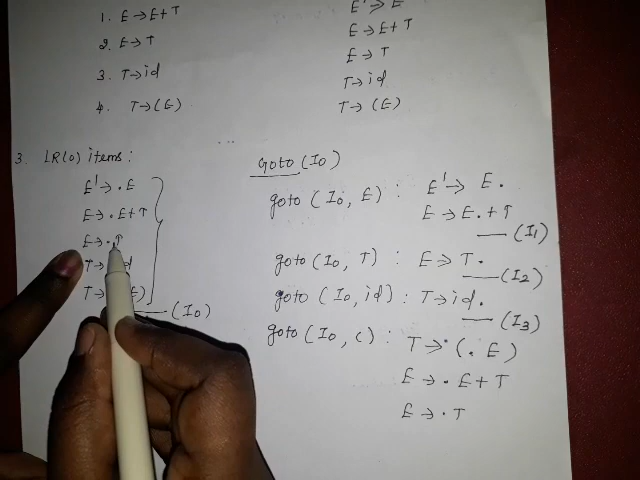 1. E→E+T
2. E→T
3. T→id
4. T→(E)
E'→E
E→E+T
E→T
T→id
T→(E)
3. LR(0) items:
E'→.E
E→.E+T
E→.T
T→ d
T→ )
(I0)
Goto(I0)
goto(I0, E): E'→ E.
E→E.+T
(I1)
goto(I0, T): E→T.
(I2)
goto(I0, id): T→id.
(I3)
goto(I0, c): T→.(.E)
E→.E+T
E→.T